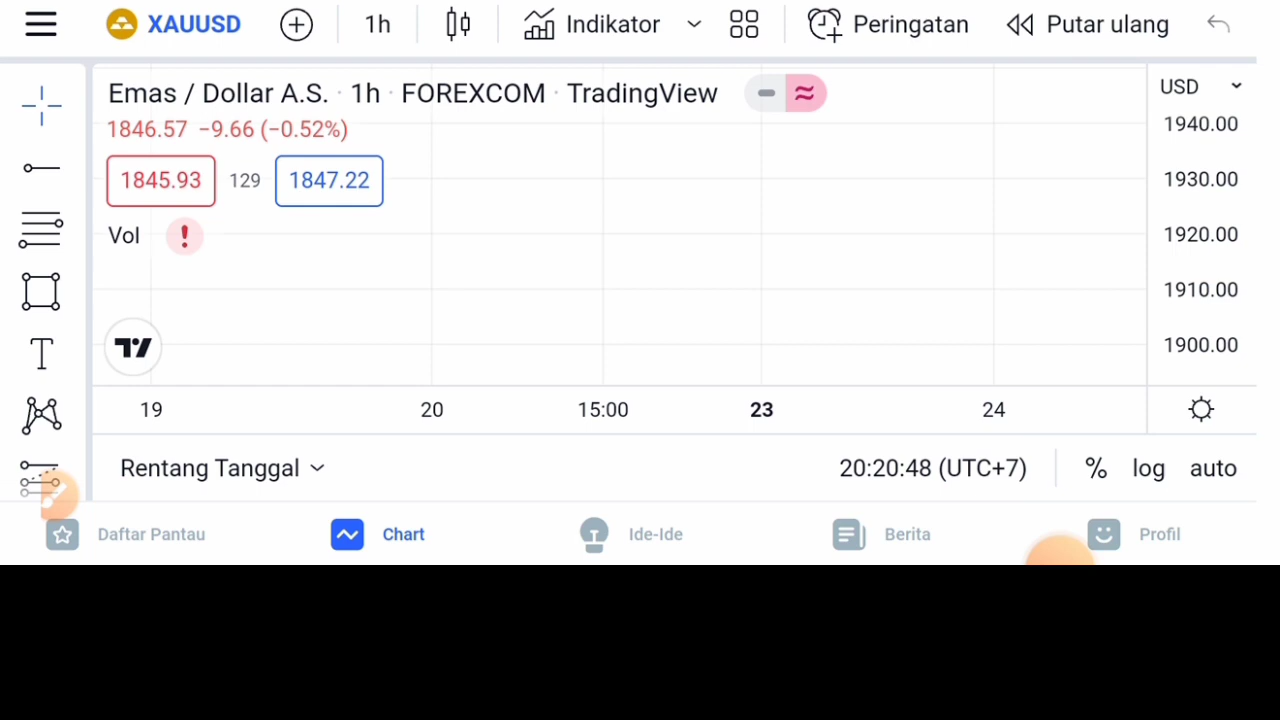 XAUUSD 1h Indikator Peringatan Putar ulang
Emas / Dollar A.S. · 1h · FOREXCOM · TradingView
USD
1846.57 −9.66 (−0.52%)
1940.00
1845.93 129 1847.22
1930.00
Vol !
1920.00
1910.00
1900.00
19 20 15:00 23 24
Rentang Tanggal 20:20:48 (UTC+7) % log auto
Daftar Pantau Chart Ide-Ide Berita Profil